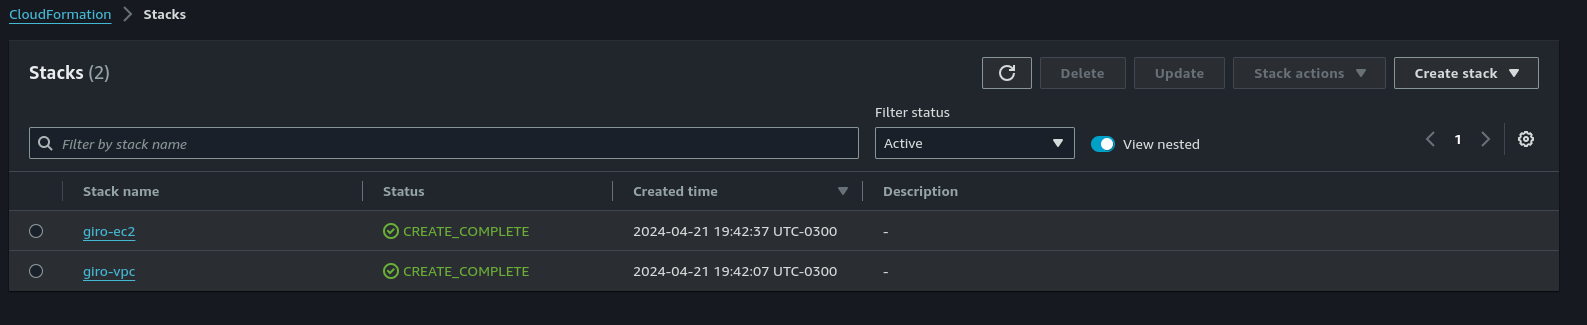 CloudFormation > Stacks
Stacks (2)
Delete
Update
Stack actions
Create stack
Filter by stack name
Filter status
Active
View nested
1
Stack name Status Created time Description
giro-ec2 CREATE_COMPLETE 2024-04-21 19:42:37 UTC-0300 -
giro-vpc CREATE_COMPLETE 2024-04-21 19:42:07 UTC-0300 -